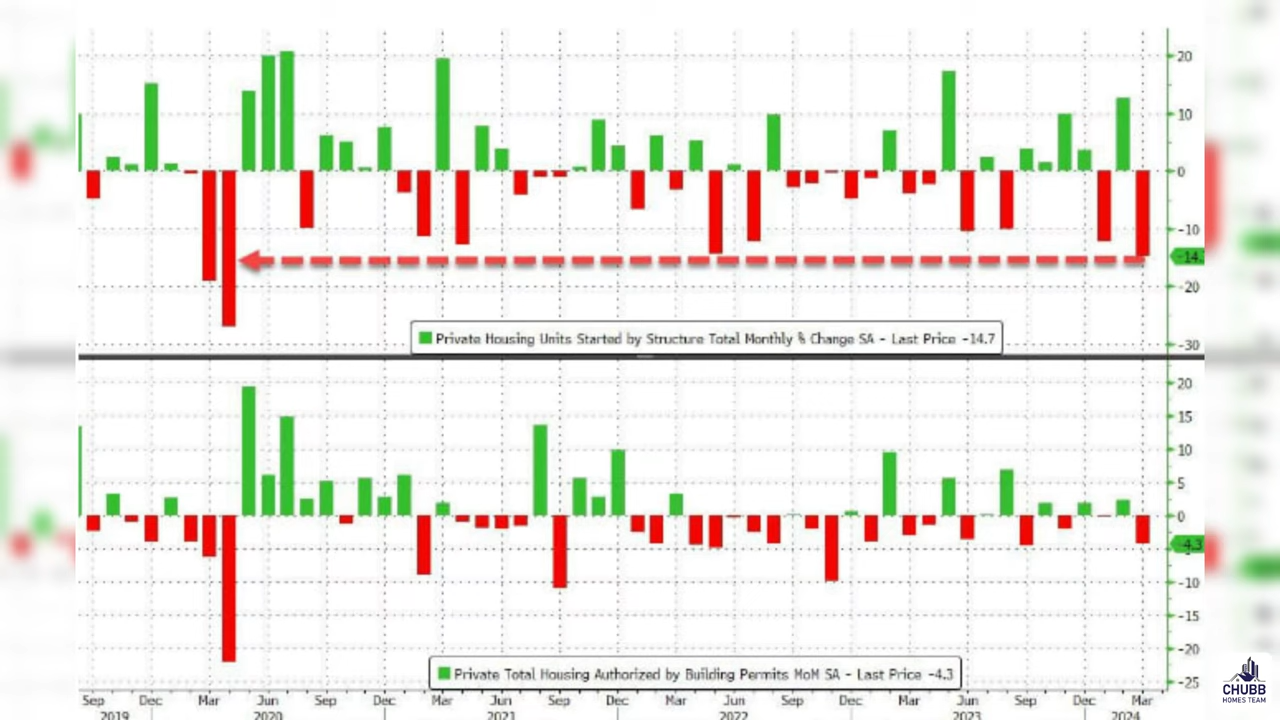 20
10
0
-10
-14.
-20
Private Housing Units Started by Structure Total Monthly % Change SA - Last Price -14.7
-30
20
15
10
5
0
-4.3
-10
-15
-20
Private Total Housing Authorized by Building Permits MoM SA - Last Price -4.3
-25
Sep Dec Mar Jun Sep Dec Mar Jun Sep Dec Mar Jun Sep Dec Mar Jun Sep Dec Mar
2019 2020 2021 2022 2023 2024
CHUBB
HOMES TEAM